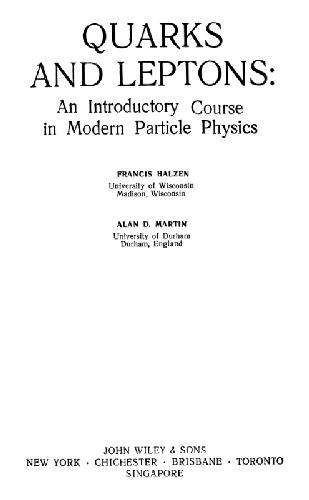 QUARKS
AND LEPTONS:
An Introductory Course
in Modern Particle Physics
FRANCIS HALZEN
University of Wisconsin
Madison, Wisconsin
ALAN D. MARTIN
University of Durham
Durham, England
JOHN WILEY & SONS
NEW YORK · CHICHESTER · BRISBANE · TORONTO
SINGAPORE